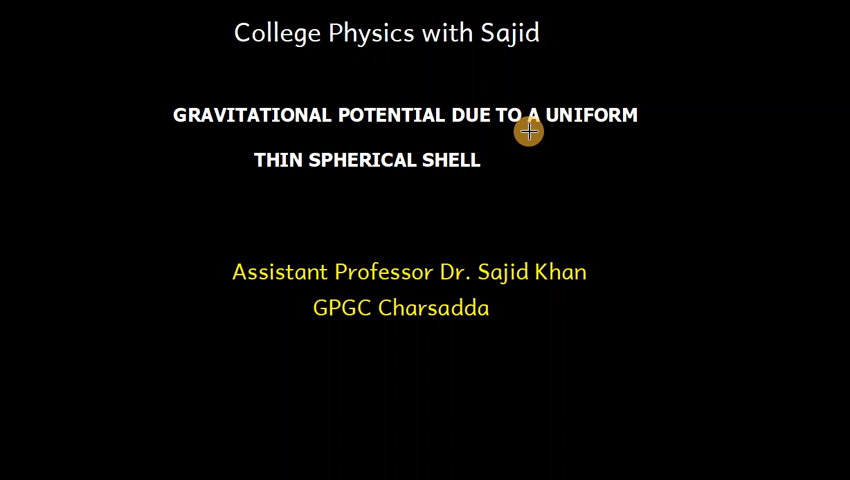 College Physics with Sajid
GRAVITATIONAL POTENTIAL DUE TO A UNIFORM
THIN SPHERICAL SHELL
Assistant Professor Dr. Sajid Khan
GPGC Charsadda